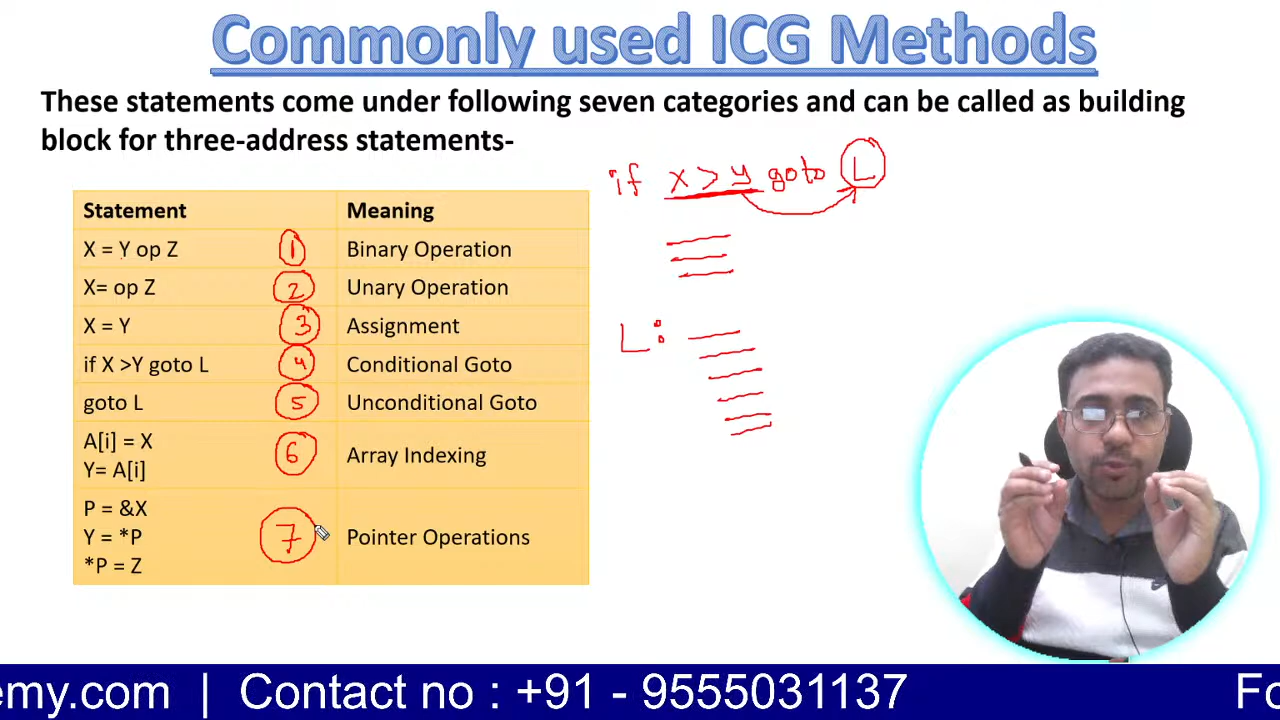 Commonly used ICG Methods
These statements come under following seven categories and can be called as building
block for three-address statements-
if X > y goto L
Statement Meaning
X = Y op Z 1 Binary Operation
X= op Z 2 Unary Operation
X = Y 3 Assignment
if X >Y goto L 4 Conditional Goto
goto L 5 Unconditional Goto
A[i] = X
Y= A[i]
6 Array Indexing
P = &X
Y = *P
*P = Z
7 Pointer Operations
L:
emy.com | Contact no : +91 - 9555031137 Fo